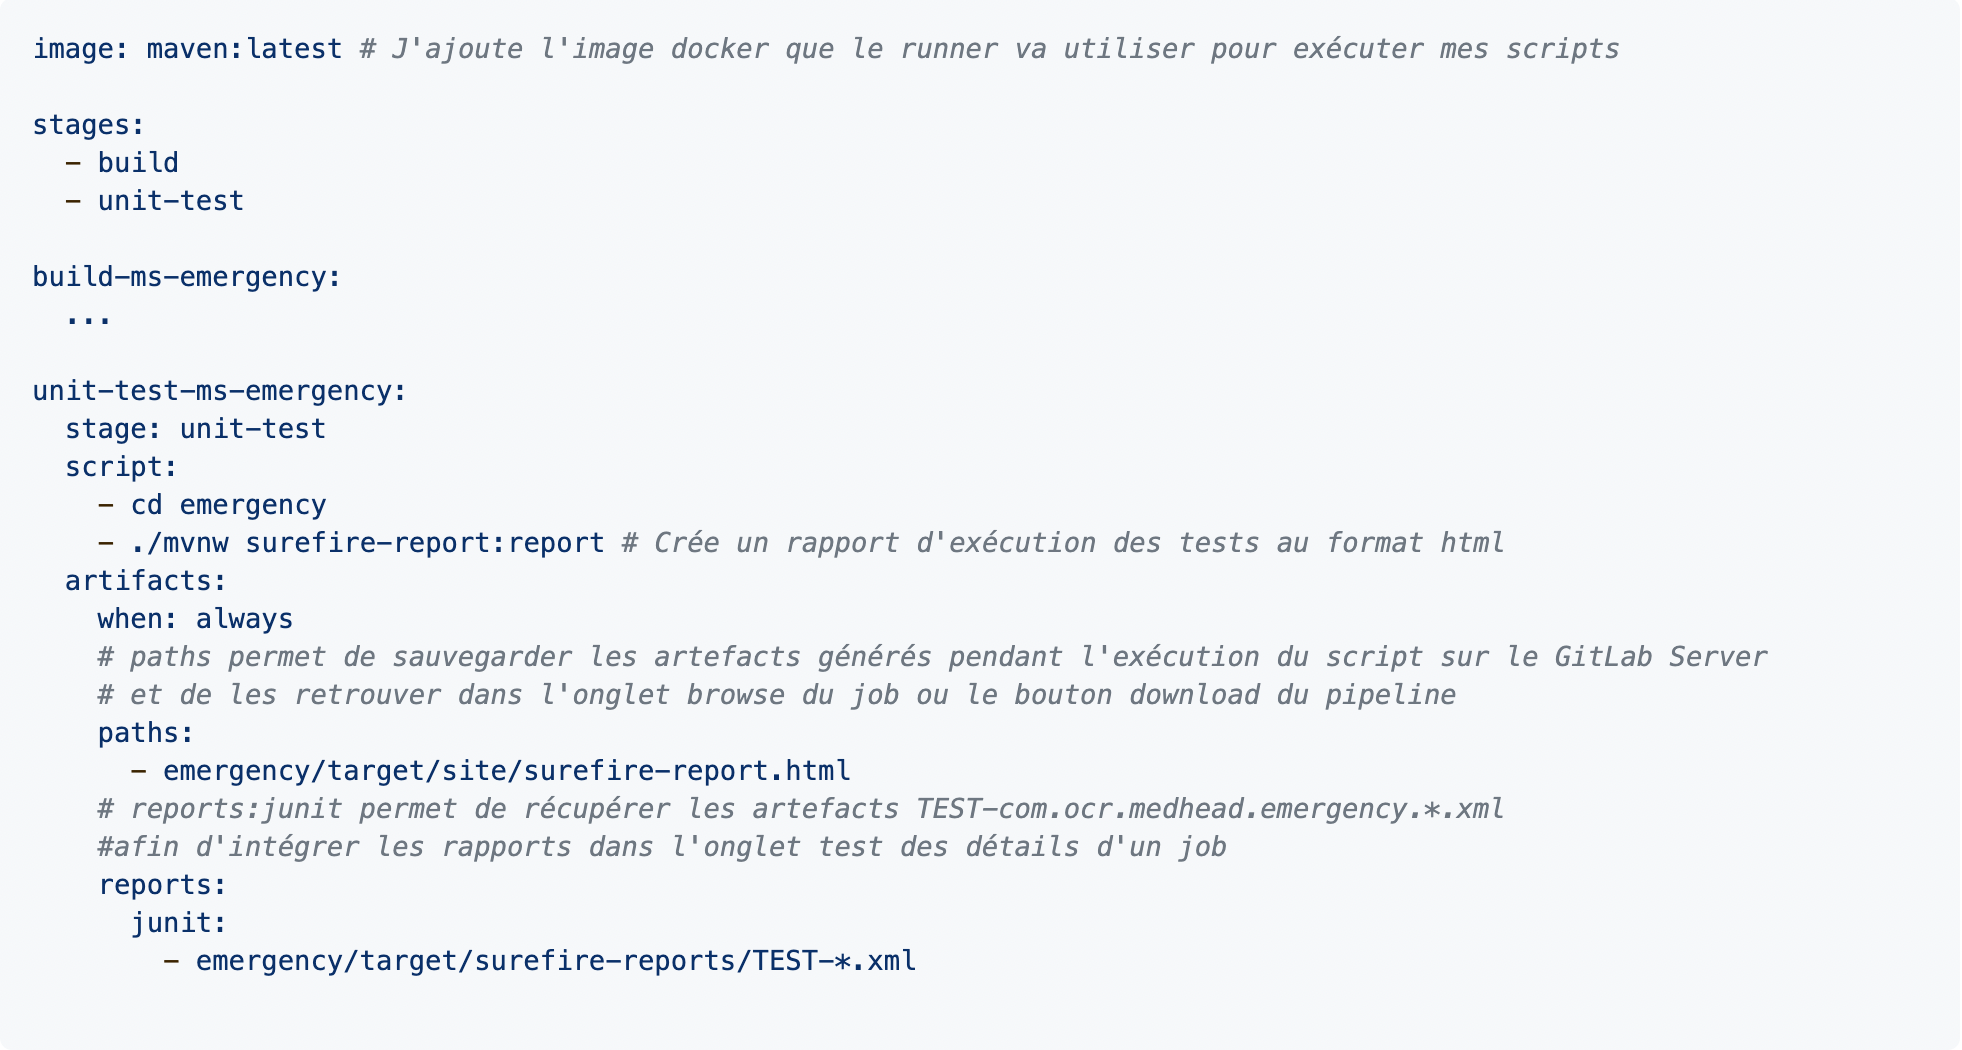 image: maven:latest # J'ajoute l'image docker que le runner va utiliser pour exécuter mes scripts
stages:
- build
- unit-test
build-ms-emergency:
...
unit-test-ms-emergency:
stage: unit-test
script:
- cd emergency
- ./mvnw surefire-report:report # Crée un rapport d'exécution des tests au format html
artifacts:
when: always
# paths permet de sauvegarder les artefacts générés pendant l'exécution du script sur le GitLab Server
# et de les retrouver dans l'onglet browse du job ou le bouton download du pipeline
paths:
- emergency/target/site/surefire-report.html
# reports:junit permet de récupérer les artefacts TEST-com.ocr.medhead.emergency.*.xml
#afin d'intégrer les rapports dans l'onglet test des détails d'un job
reports:
junit:
- emergency/target/surefire-reports/TEST-*.xml